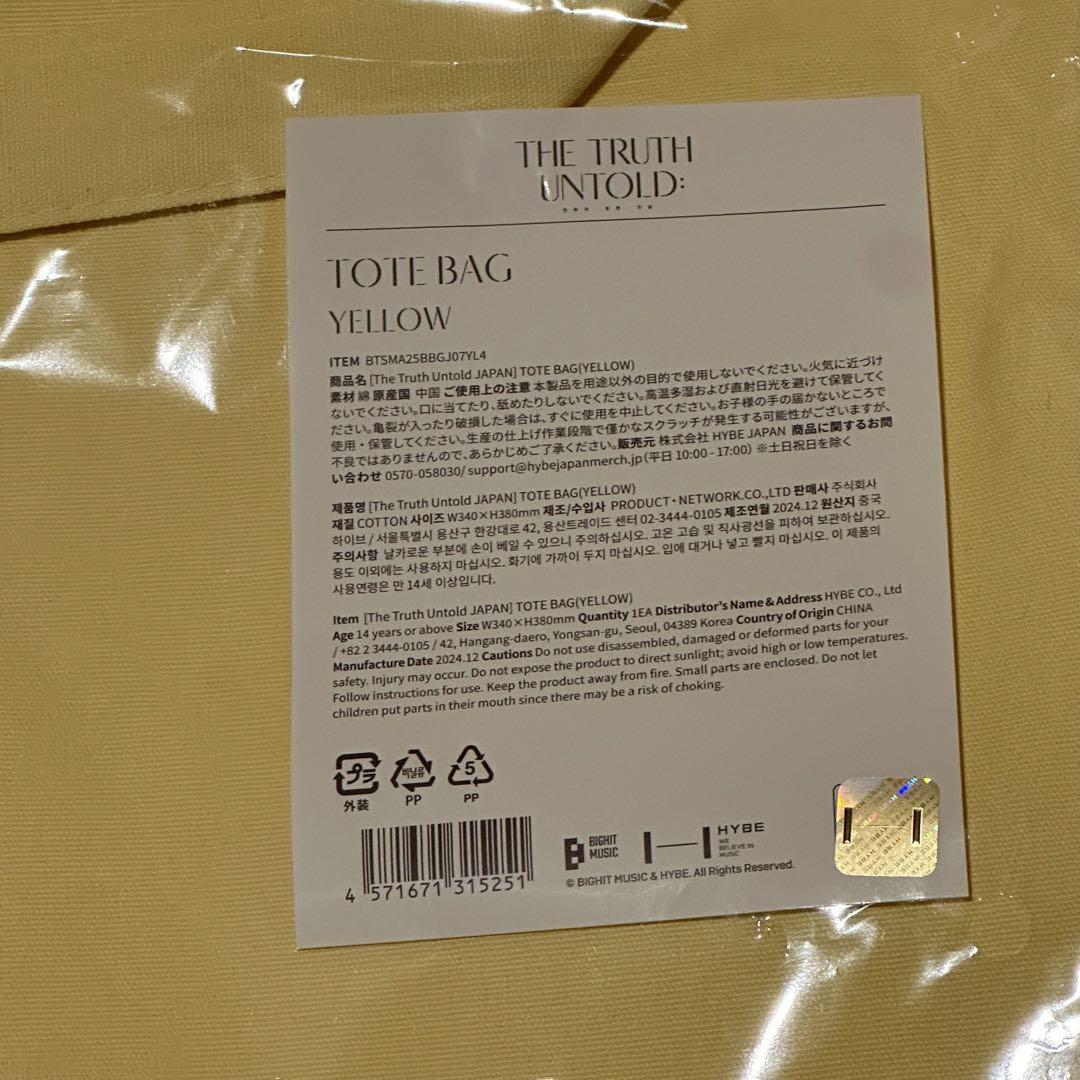 THE TRUTH
UNTOLD:
TOTE BAG
YELLOW
ITEM BTSMA25BBGJ07YL4
商品名 [The Truth Untold JAPAN] TOTE BAG(YELLOW)
素材 綿 原産国 中国 ご使用上の注意 本製品を用途以外の目的で使用しないでください。火気に近づけ
ないでください。口に当てたり、舐めたりしないでください。高温多湿および直射日光を避けて保管してく
ださい。亀裂が入ったり破損した場合は、すぐに使用を中止してください。お子様の手の届かないところで
使用・保管してください。生産の仕上げ作業段階で僅かなスクラッチが発生する可能性がございますが、
不良ではありませんので、あらかじめご了承ください。販売元 株式会社 HYBE JAPAN 商品に関するお問
い合わせ 0570-058030/ support@hybejapanmerch.jp (平日 10:00 - 17:00) ※土日祝日を除く
제품명 [The Truth Untold JAPAN] TOTE BAG(YELLOW)
재질 COTTON 사이즈 W340×H380mm 제조/수입사 PRODUCT・NETWORK.CO.,LTD 판매사 주식회사
하이브 / 서울특별시 용산구 한강대로 42, 용산트레이드 센터 02-3444-0105 제조연월 2024.12 원산지 중국
주의사항 날카로운 부분에 손이 베일 수 있으니 주의하십시오. 고온 고습 및 직사광선을 피하여 보관하십시오.
용도 이외에는 사용하지 마십시오. 화기에 가까이 두지 마십시오. 입에 대거나 넣고 빨지 마십시오. 이 제품의
사용연령은 만 14세 이상입니다.
Item [The Truth Untold JAPAN] TOTE BAG(YELLOW)
Age 14 years or above Size W340×H380mm Quantity 1EA Distributor's Name & Address HYBE CO., Ltd
/ +82 2 3444-0105 / 42, Hangang-daero, Yongsan-gu, Seoul, 04389 Korea Country of Origin CHINA
Manufacture Date 2024.12 Cautions Do not use disassembled, damaged or deformed parts for your
safety. Injury may occur. Do not expose the product to direct sunlight; avoid high or low temperatures.
Follow instructions for use. Keep the product away from fire. Small parts are enclosed. Do not let
children put parts in their mouth since there may be a risk of choking.
プラ 비닐류 5
外装 PP PP
4 571671 315251
BIGHIT
MUSIC
HYBE
WE
BELIEVE IN
MUSIC
© BIGHIT MUSIC & HYBE. All Rights Reserved.
HYBE